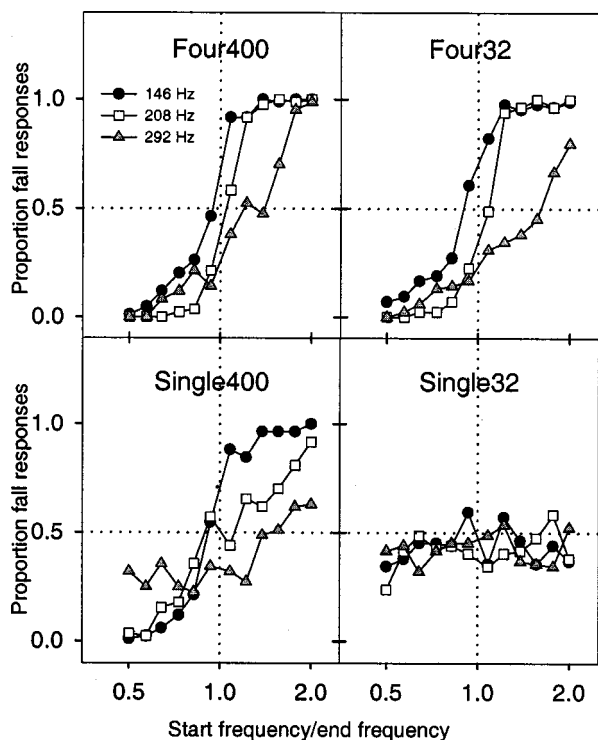 Four400
Four32
146 Hz
208 Hz
292 Hz
1.0
0.5
0.0
Proportion fall responses
Single400
Single32
1.0
0.5
0.0
Proportion fall responses
0.5 1.0 2.0
0.5 1.0 2.0
Start frequency/end frequency